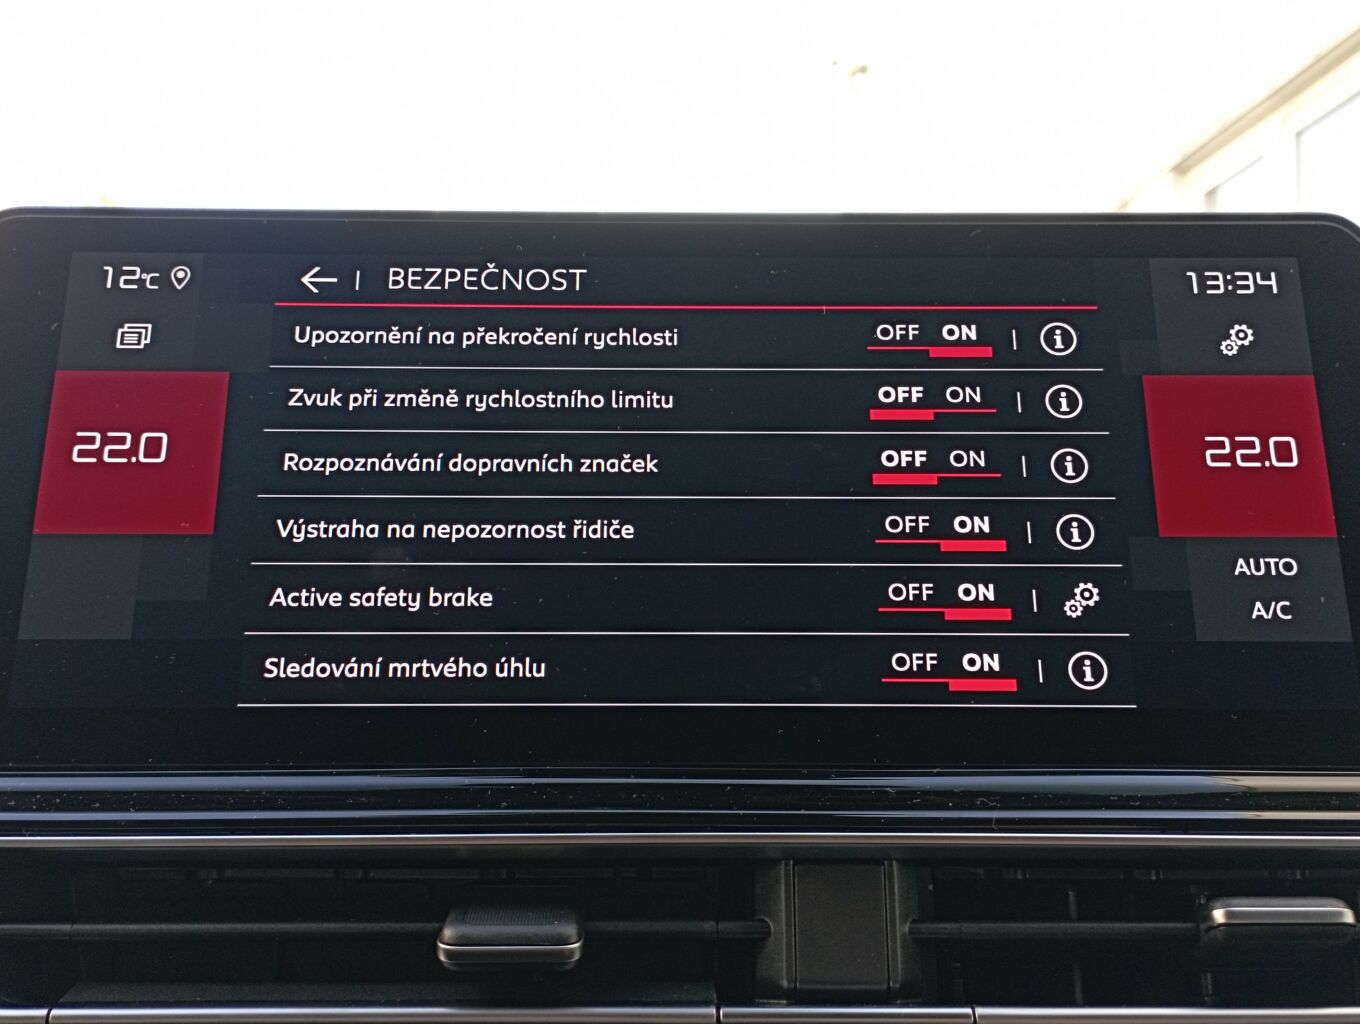 12°C
BEZPEČNOST
13:34
Upozornění na překročení rychlosti OFF ON
Zvuk při změně rychlostního limitu OFF ON
22.0
Rozpoznávání dopravních značek OFF ON
22.0
Výstraha na nepozornost řidiče OFF ON
Active safety brake OFF ON
AUTO
A/C
Sledování mrtvého úhlu OFF ON